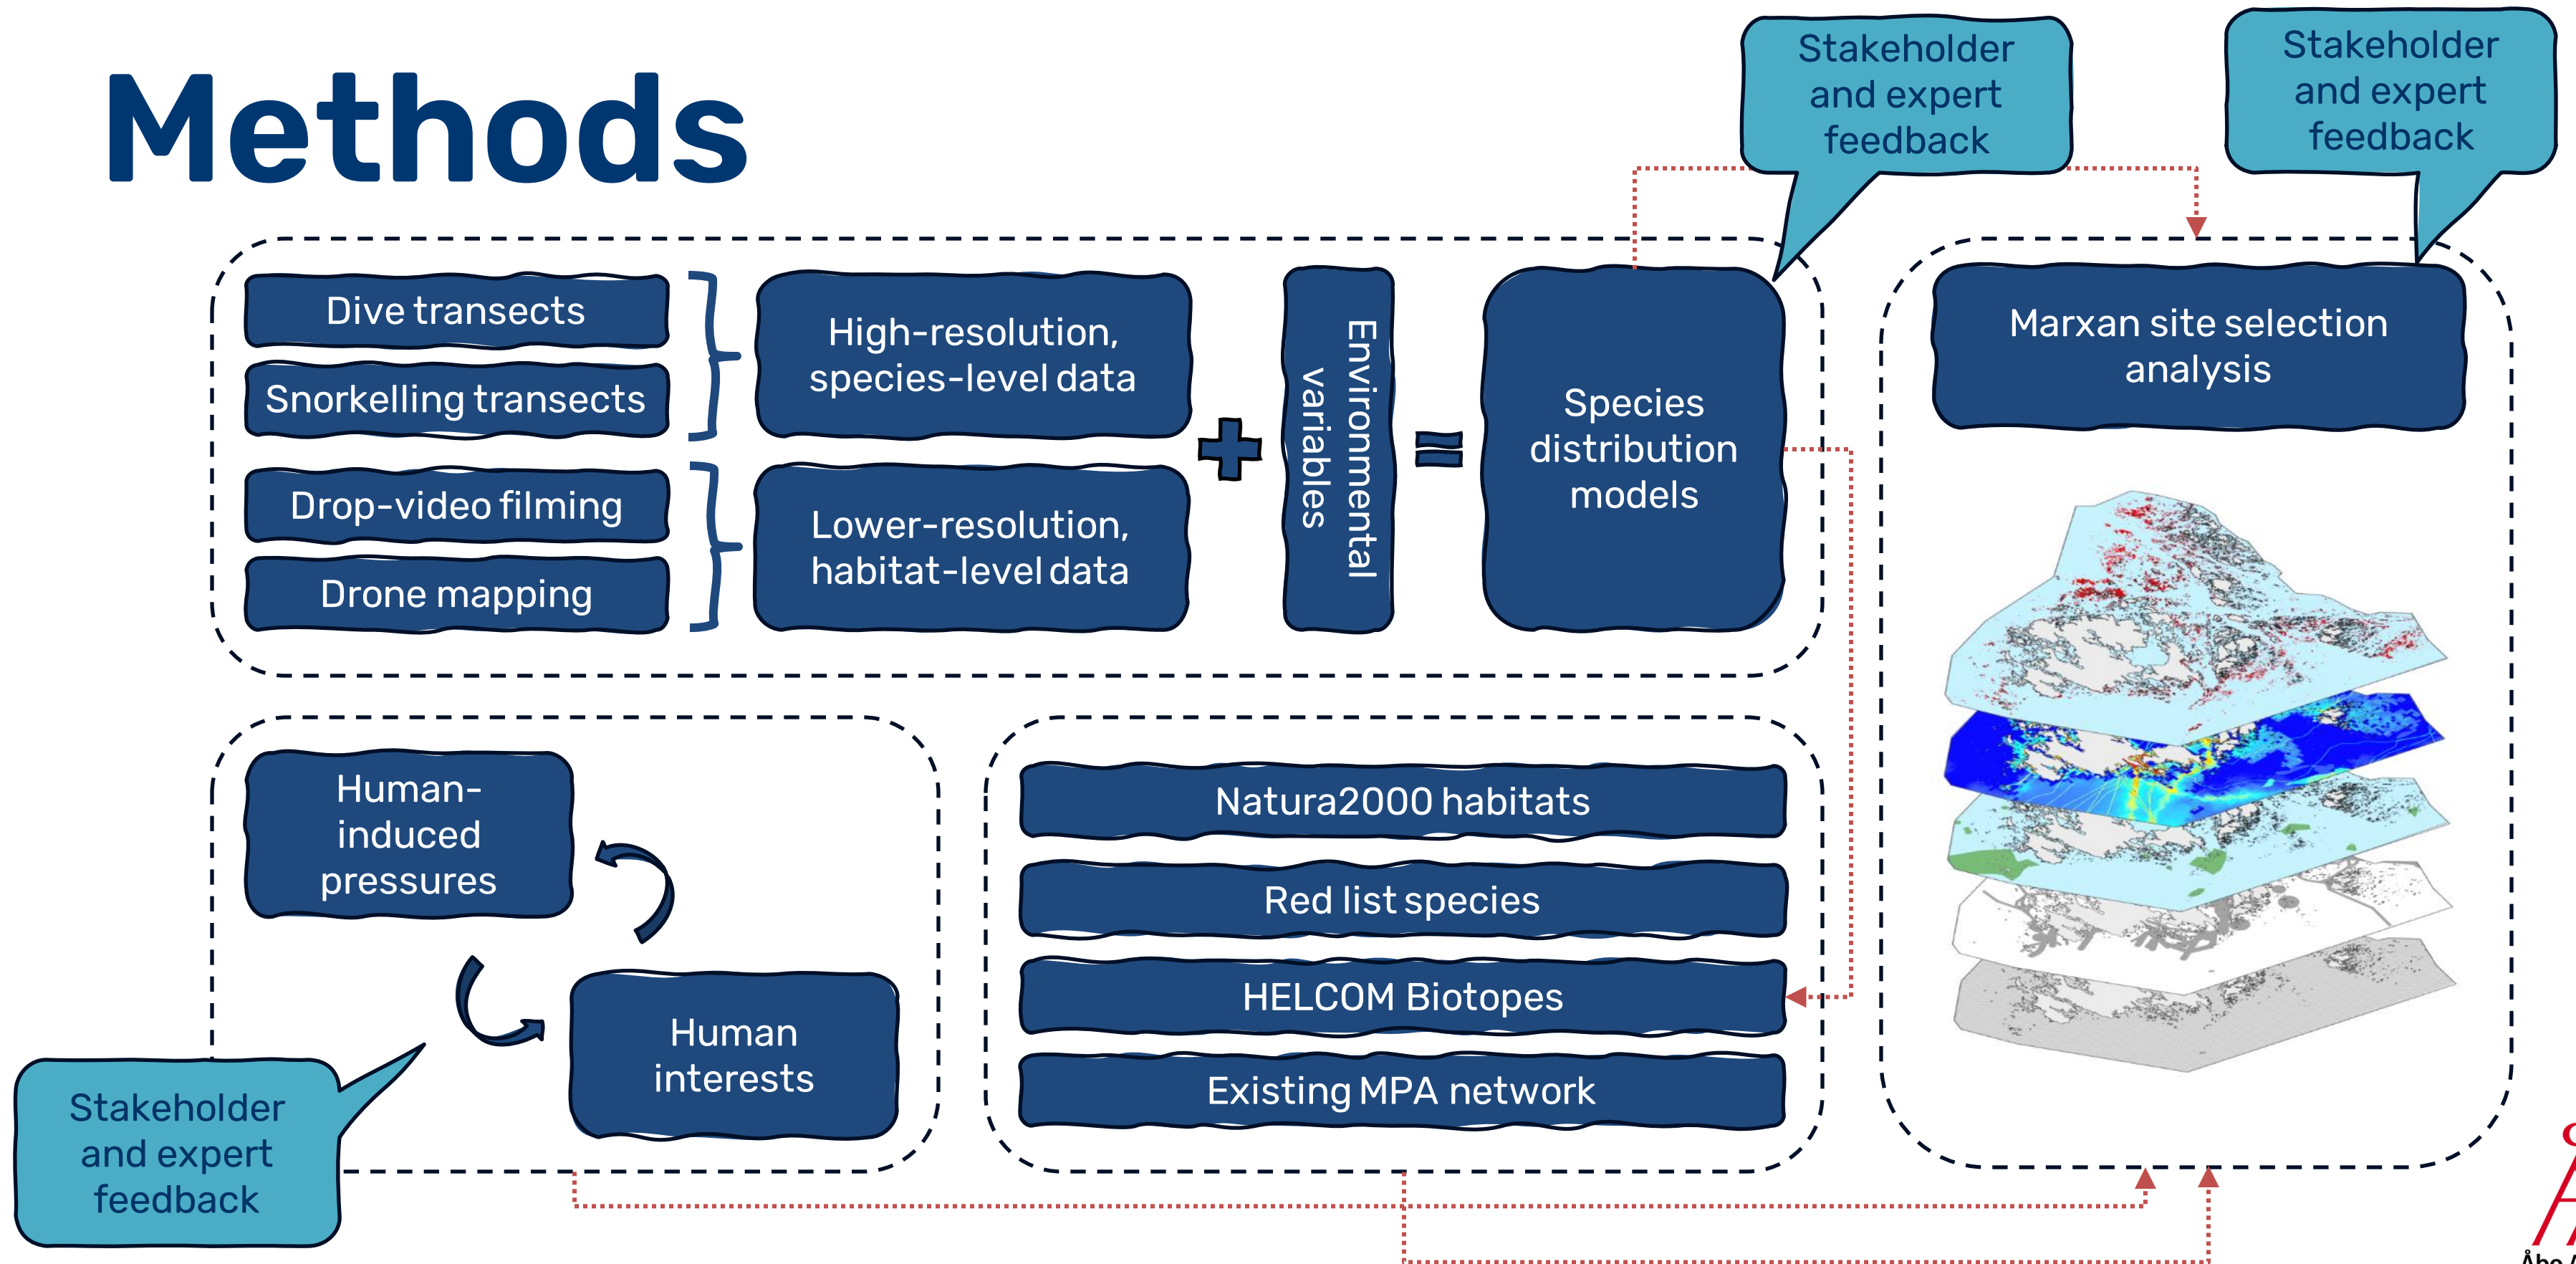 Methods
Stakeholder
and expert
feedback
Stakeholder
and expert
feedback
Dive transects
Snorkelling transects
Drop-video filming
Drone mapping
High-resolution,
species-level data
Lower-resolution,
habitat-level data
Environmental
variables
Species
distribution
models
Marxan site selection
analysis
Human-
induced
pressures
Human
interests
Stakeholder
and expert
feedback
Natura2000 habitats
Red list species
HELCOM Biotopes
Existing MPA network
Åbo